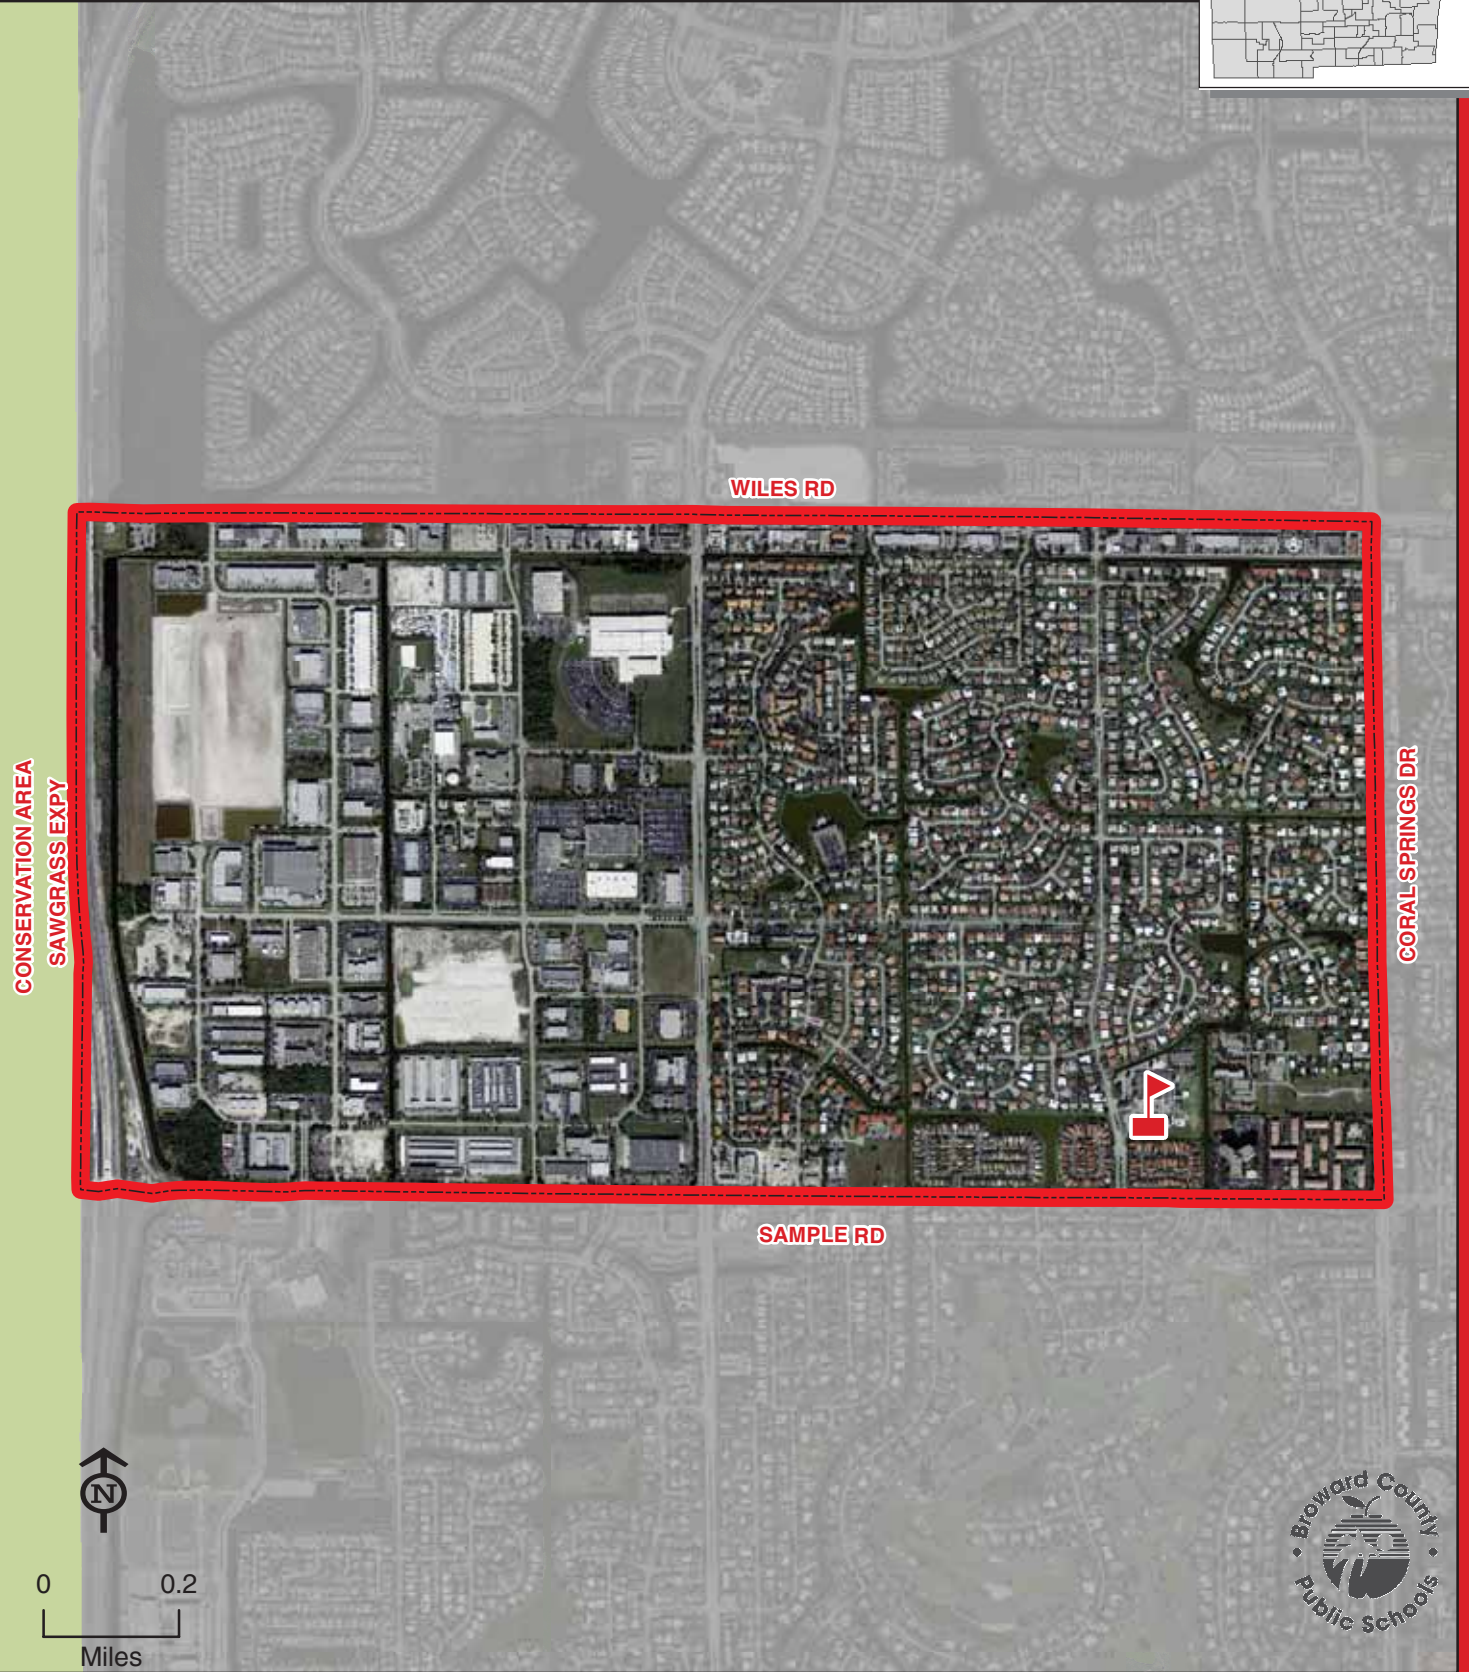 WILES RD
CONSERVATION AREA
SAWGRASS EXPY
CORAL SPRINGS DR
SAMPLE RD
N
0 0.2
Miles
Broward County
• Public Schools •